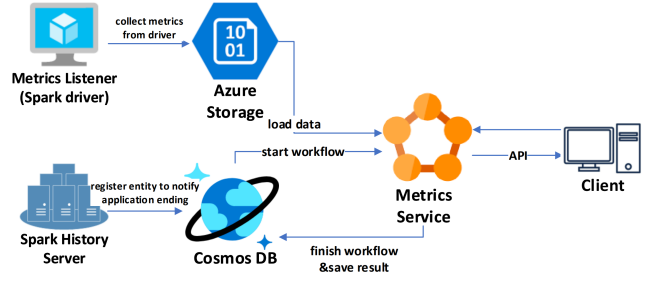 collect metrics
from driver
10
01
Metrics Listener
(Spark driver)
Azure
Storage
load data
start workflow
API
Client
Metrics
Service
register entity to notify
application ending
Spark History
Server
Cosmos DB
finish workflow
&save result